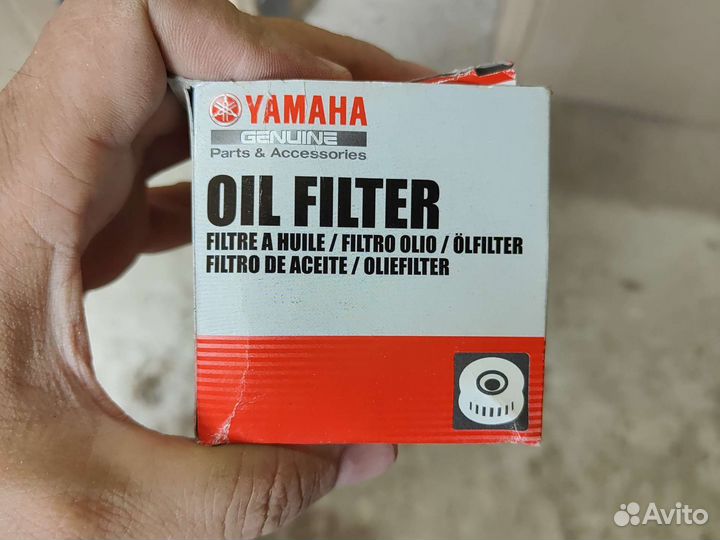 YAMAHA
GENUINE
Parts & Accessories
OIL FILTER
FILTRE A HUILE / FILTRO OLIO / ÖLFILTER
FILTRO DE ACEITE / OLIEFILTER
Avito